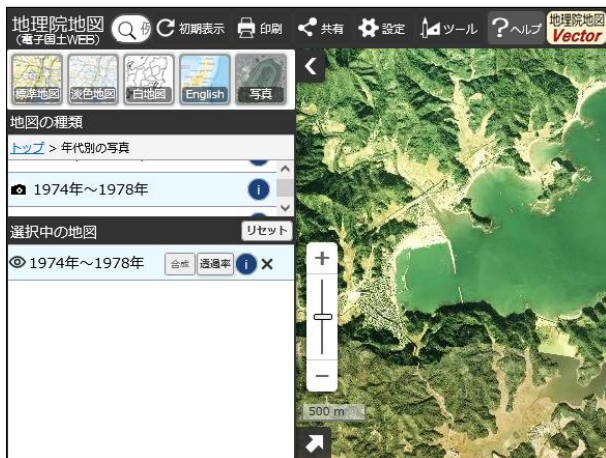 地理院地図
(電子国土WEB)
例
初期表示
印刷
共有
設定
ツール
ヘルプ
地理院地図
Vector
標準地図
淡色地図
白地図
English
写真
地図の種類
トップ > 年代別の写真
1974年～1978年
i
選択中の地図
リセット
1974年～1978年
合成
透過率
i
500 m